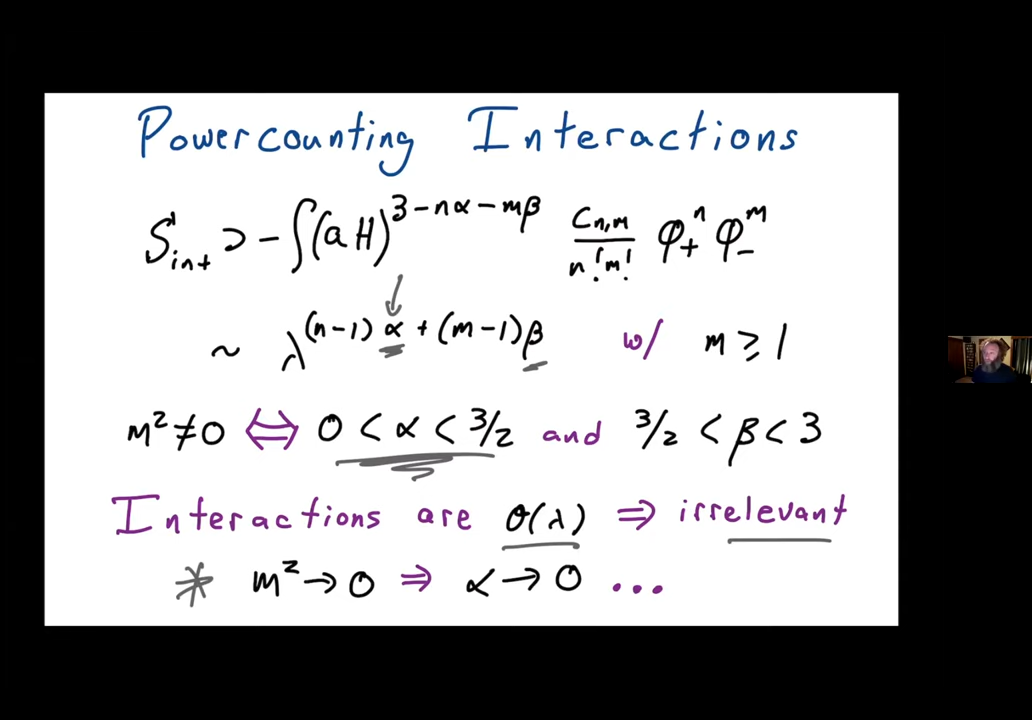 Powercounting Interactions
S_int ⊃ - ∫(aH)^{3-nα-mβ} C_{n,m}/n!m! φ_+^n φ_-^m
~ λ^{(n-1)α+(m-1)β} w/ m ≥ 1
m² ≠ 0 ⇔ 0 < α < 3/2 and 3/2 < β < 3
Interactions are O(λ) ⇒ irrelevant
* m² → 0 ⇒ α → 0 ...